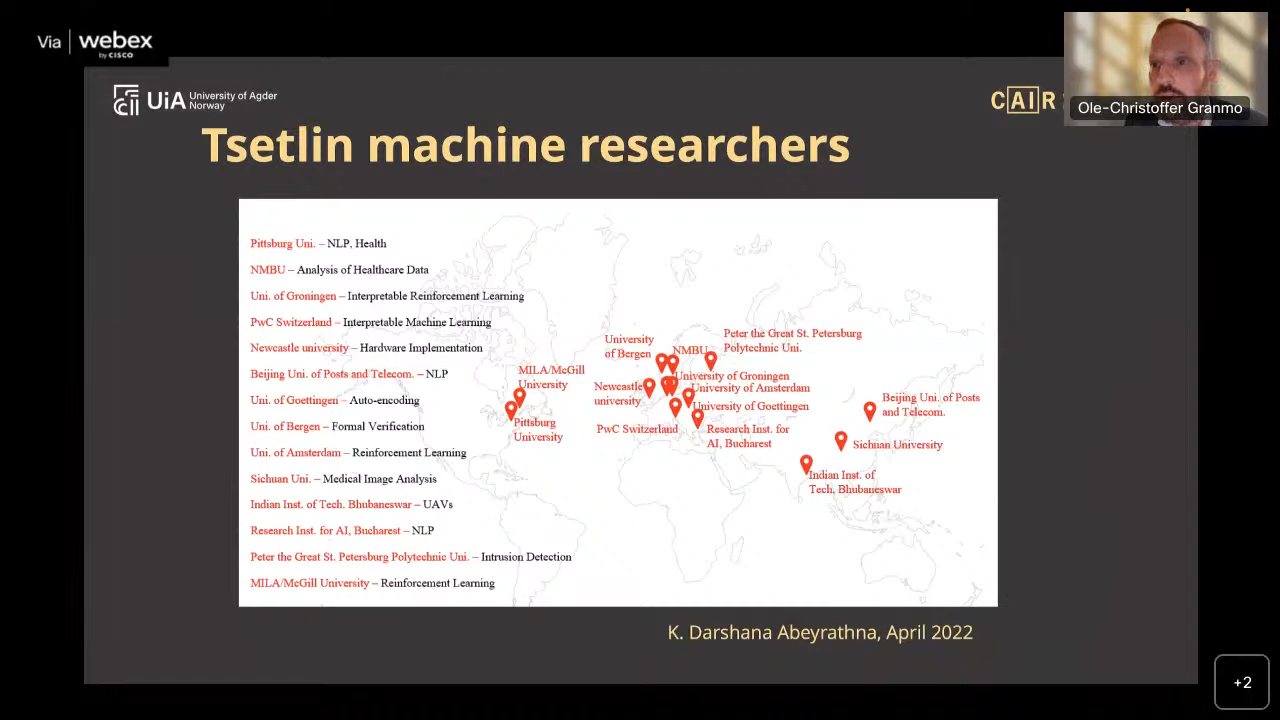 Via webex
by CISCO
UiA University of Agder
Norway
CAIR
Ole-Christoffer Granmo
Tsetlin machine researchers
Pittsburg Uni. – NLP, Health
NMBU – Analysis of Healthcare Data
Uni. of Groningen – Interpretable Reinforcement Learning
PwC Switzerland – Interpretable Machine Learning
Newcastle university – Hardware Implementation
Beijing Uni. of Posts and Telecom. – NLP
Uni. of Goettingen – Auto-encoding
Uni. of Bergen – Formal Verification
Uni. of Amsterdam – Reinforcement Learning
Sichuan Uni. – Medical Image Analysis
Indian Inst. of Tech. Bhubaneswar – UAVs
Research Inst. for AI, Bucharest – NLP
Peter the Great St. Petersburg Polytechnic Uni. – Intrusion Detection
MILA/McGill University – Reinforcement Learning
MILA/McGill
University
Pittsburg
University
University
of Bergen
NMBU
Peter the Great St. Petersburg
Polytechnic Uni.
University of Groningen
Newcastle
university
University of Amsterdam
University of Goettingen
PwC Switzerland
Research Inst. for
AI, Bucharest
Beijing Uni. of Posts
and Telecom.
Sichuan University
Indian Inst. of
Tech. Bhubaneswar
K. Darshana Abeyrathna, April 2022
+2